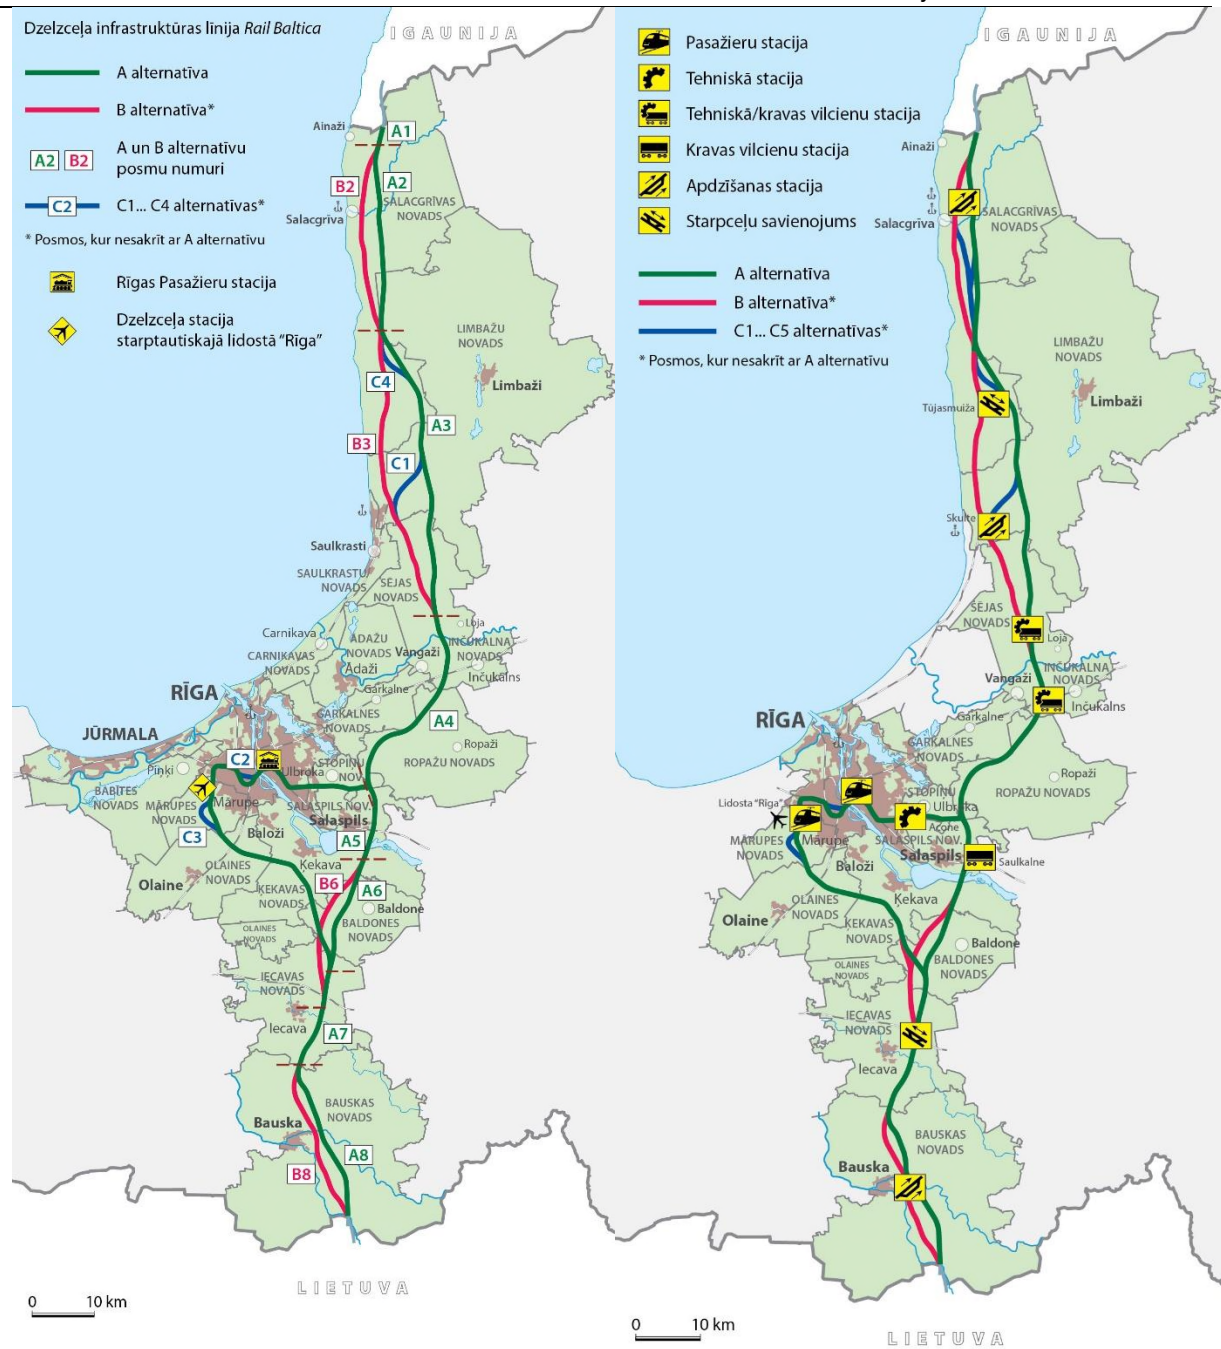 Dzelzceļa infrastruktūras līnija Rail Baltica
IGAUNIJA
A alternatīva
B alternatīva*
A2 B2 A un B alternatīvu
posmu numuri
C2 C1... C4 alternatīvas*
* Posmos, kur nesakrīt ar A alternatīvu
Rīgas Pasažieru stacija
Dzelzceļa stacija
starptautiskajā lidostā “Rīga”
Ainaži
A1
A2
B2
SALACGRĪVAS
NOVADS
Salacgrīva
LIMBAŽU
NOVADS
C4
Limbaži
A3
B3
C1
Saulkrasti
SAULKRASTU
NOVADS
SĒJAS
NOVADS
Loja
Carnikava
ĀDAŽU
NOVADS
INČUKALNA
NOVADS
CARNIKAVAS
NOVADS
Ādaži
Vangaži
Inčukalns
RĪGA
Garkalne
GARKALNES
NOVADS
A4
JŪRMALA
Ropaži
C2
Piņķi
STOPIŅU
NOV.
ROPAŽU NOVADS
Ulbroka
BABĪTES
NOVADS
MĀRUPES
NOVADS
Mārupe
SALASPILS NOV.
Salaspils
C3
Baloži
A5
Ķekava
OLAINES
NOVADS
B6
A6
Olaine
ĶEKAVAS
NOVADS
Baldone
BALDONES
NOVADS
OLAINES
NOVADS
IECAVAS
NOVADS
Iecava
A7
BAUSKAS
NOVADS
Bauska
A8
B8
LIETUVA
0 10 km
Pasažieru stacija
IGAUNIJA
Tehniskā stacija
Tehniskā/kravas vilcienu stacija
Kravas vilcienu stacija
Apdzīšanas stacija
Starpceļu savienojums
A alternatīva
B alternatīva*
C1... C5 alternatīvas*
* Posmos, kur nesakrīt ar A alternatīvu
Ainaži
SALACGRĪVAS
NOVADS
Salacgrīva
LIMBAŽU
NOVADS
Tūjasmuiža
Limbaži
Skulte
SĒJAS
NOVADS
Loja
INČUKALNA
NOVADS
Vangaži
Inčukalns
RĪGA
Garkalne
GARKALNES
NOVADS
Ropaži
STOPIŅU
ROPAŽU NOVADS
Lidosta “Rīga”
Ulbroka
Acone
MĀRUPES
NOVADS
Mārupe
SALASPILS NOV.
Salaspils
Saulkalne
Baloži
Ķekava
OLAINES
NOVADS
Olaine
ĶEKAVAS
NOVADS
Baldone
BALDONES
NOVADS
OLAINES
NOVADS
IECAVAS
NOVADS
Iecava
BAUSKAS
NOVADS
Bauska
0 10 km
LIETUVA